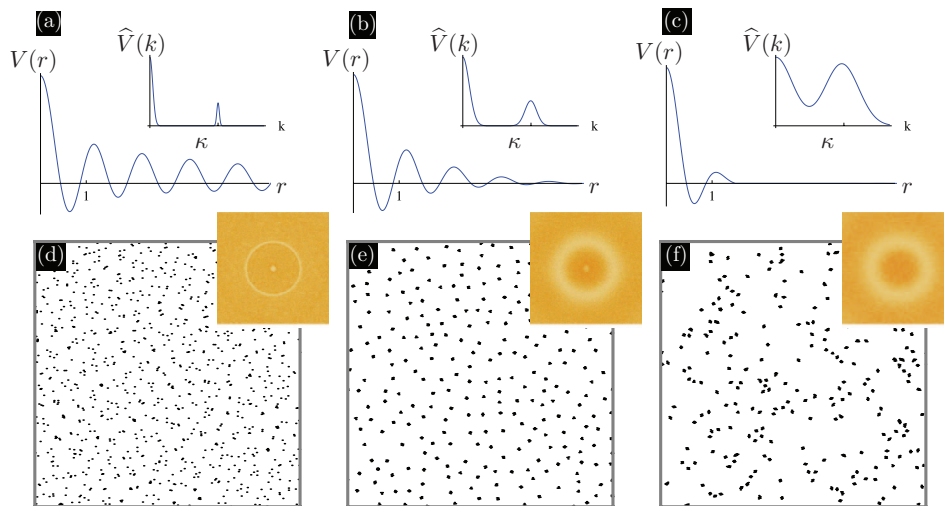 (a)
V̂(k)
V(r)
k
κ
r
1
(b)
V̂(k)
V(r)
k
κ
r
1
(c)
V̂(k)
V(r)
k
κ
r
1
(d)
(e)
(f)